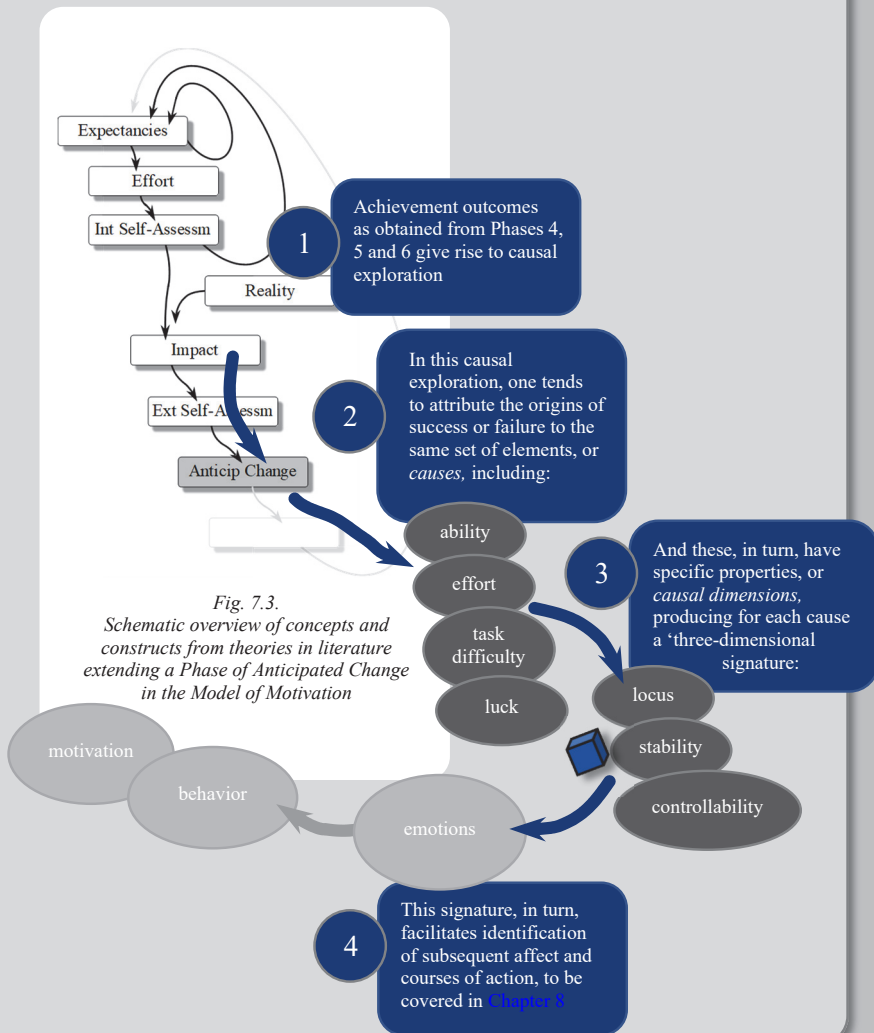 Expectancies
Effort
Int Self-Assessm
Reality
Impact
Ext Self-Assessm
Anticip Change
1
Achievement outcomes
as obtained from Phases 4,
5 and 6 give rise to causal
exploration
2
In this causal
exploration, one tends
to attribute the origins of
success or failure to the
same set of elements, or
causes, including:
ability
effort
task
difficulty
luck
3
And these, in turn, have
specific properties, or
causal dimensions,
producing for each cause
a ‘three-dimensional
signature:
locus
stability
controllability
Fig. 7.3.
Schematic overview of concepts and
constructs from theories in literature
extending a Phase of Anticipated Change
in the Model of Motivation
motivation
behavior
emotions
4
This signature, in turn,
facilitates identification
of subsequent affect and
courses of action, to be
covered in Chapter 8